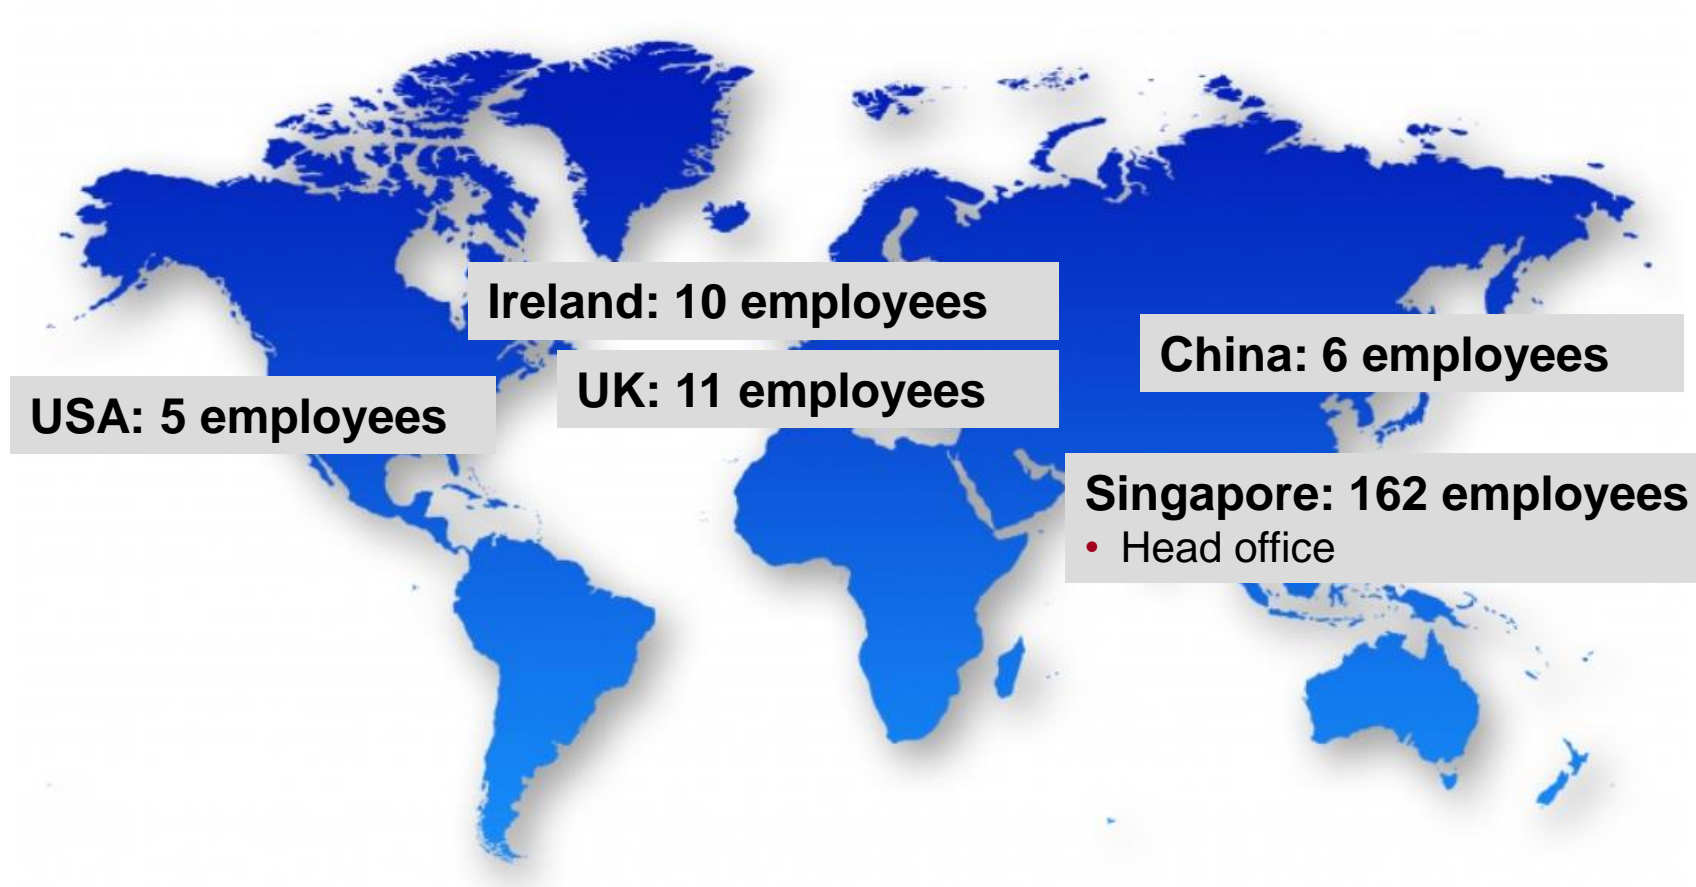 Ireland: 10 employees
China: 6 employees
UK: 11 employees
USA: 5 employees
Singapore: 162 employees
• Head office